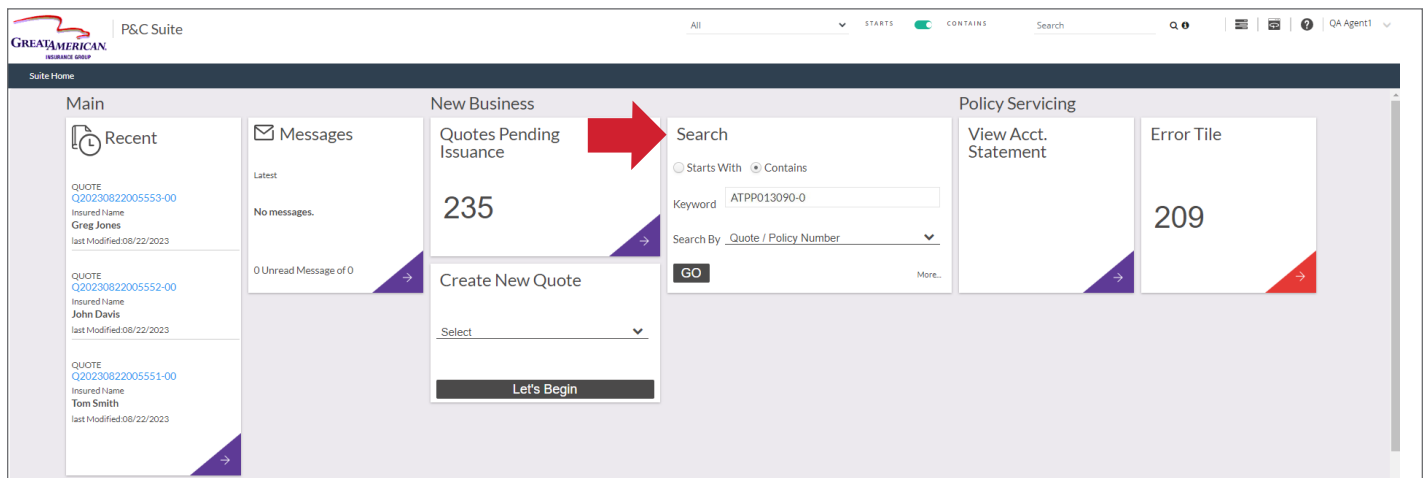 GREATAMERICAN.
INSURANCE GROUP
P&C Suite
All
STARTS
CONTAINS
Search
QA Agent1
Suite Home
Main
Recent
QUOTE
Q20230822005553-00
Insured Name
Greg Jones
last Modified:08/22/2023
QUOTE
Q20230822005552-00
Insured Name
John Davis
last Modified:08/22/2023
QUOTE
Q20230822005551-00
Insured Name
Tom Smith
last Modified:08/22/2023
Messages
Latest
No messages.
0 Unread Message of 0
New Business
Quotes Pending
Issuance
235
Create New Quote
Select
Let's Begin
Search
Starts With Contains
Keyword ATPP013090-0
Search By Quote / Policy Number
GO More...
Policy Servicing
View Acct.
Statement
Error Tile
209